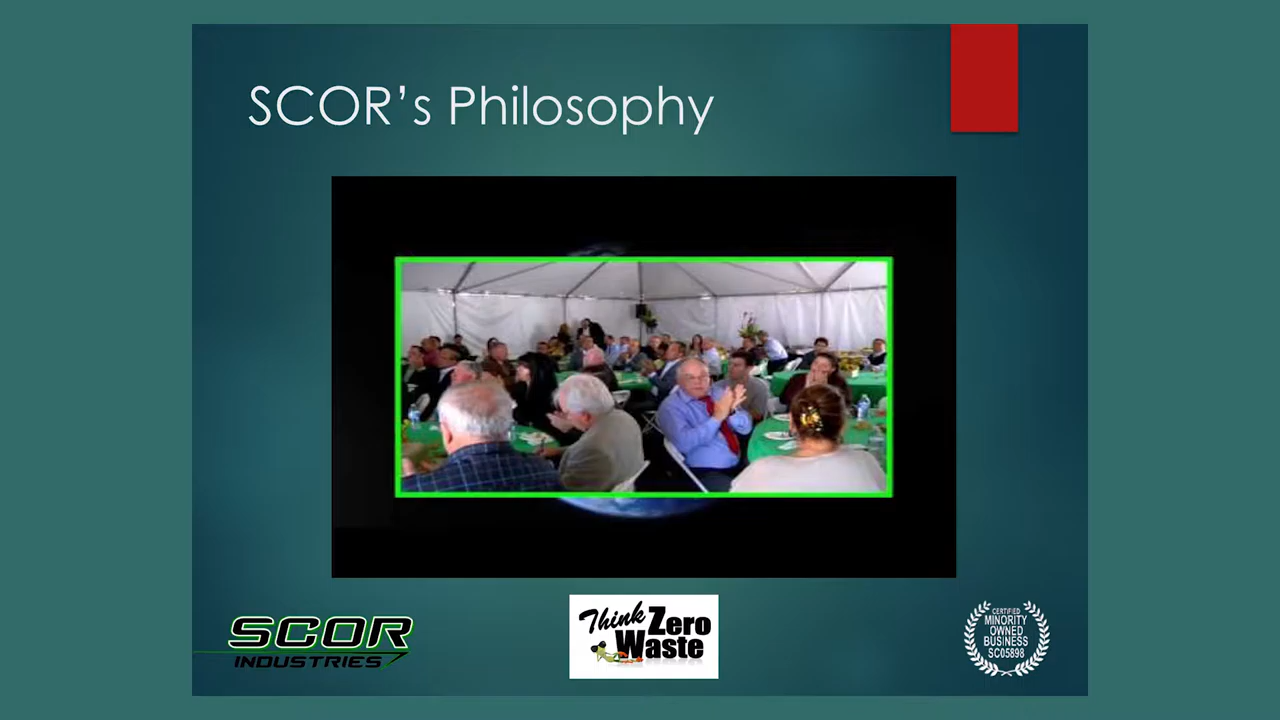 SCOR's Philosophy
SCOR
INDUSTRIES
Think Zero
Waste
CERTIFIED
MINORITY
OWNED
BUSINESS
SC05898